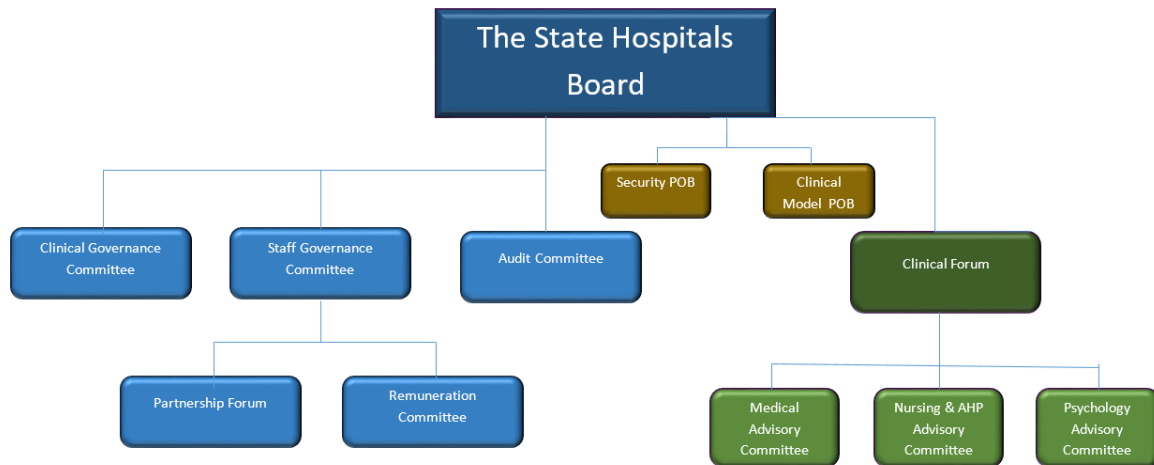 The State Hospitals
Board
Security POB
Clinical
Model POB
Clinical Governance
Committee
Staff Governance
Committee
Audit Committee
Clinical Forum
Partnership Forum
Remuneration
Committee
Medical
Advisory
Committee
Nursing & AHP
Advisory
Committee
Psychology
Advisory
Committee